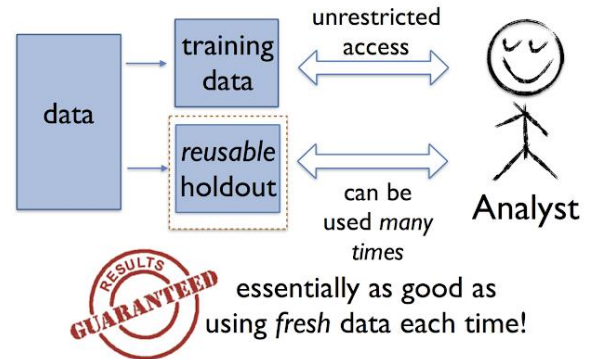 data
training
data
unrestricted
access
reusable
holdout
can be
used many
times
Analyst
RESULTS
GUARANTEED
essentially as good as
using fresh data each time!